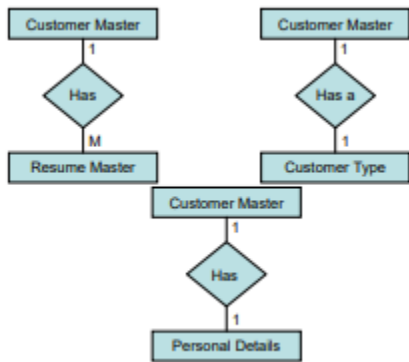 Customer Master
1
Has
M
Resume Master
Customer Master
1
Has a
1
Customer Type
Customer Master
1
Has
1
Personal Details